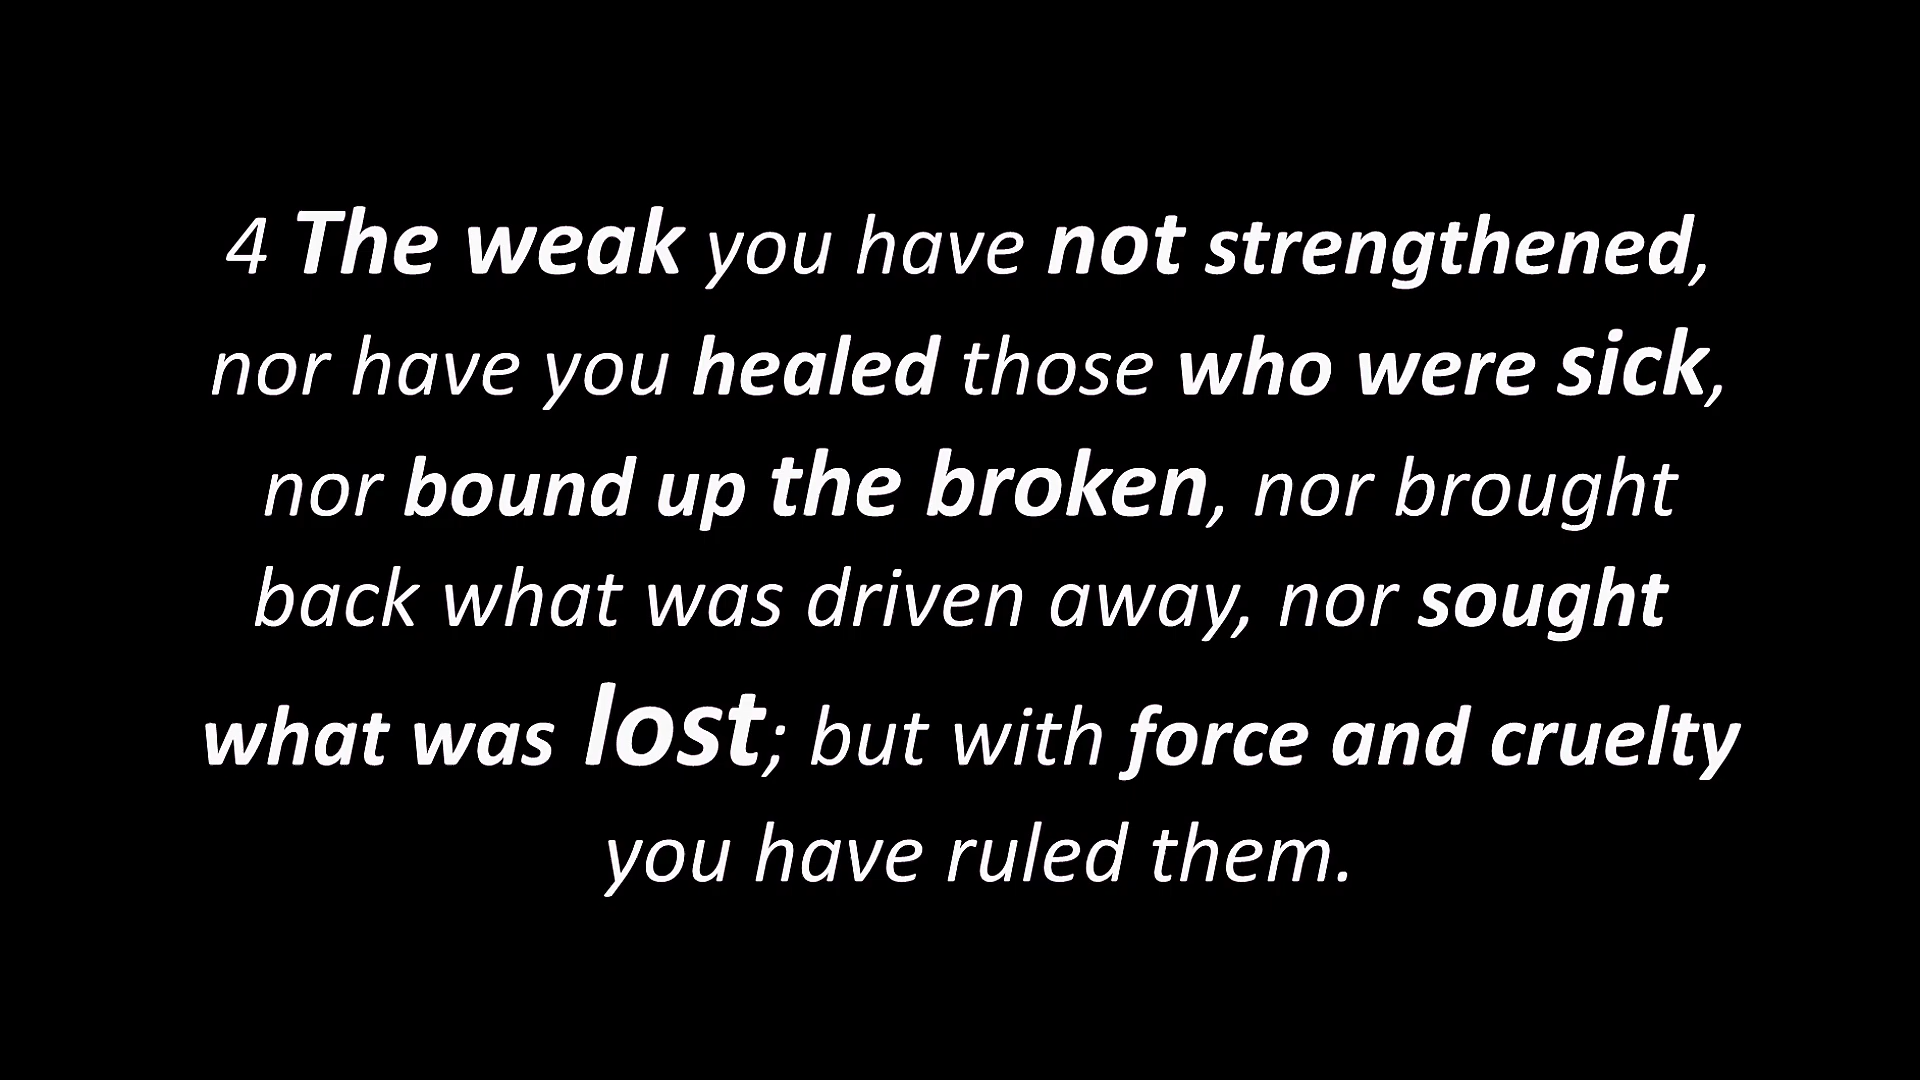 4 The weak you have not strengthened,
nor have you healed those who were sick,
nor bound up the broken, nor brought
back what was driven away, nor sought
what was lost; but with force and cruelty
you have ruled them.